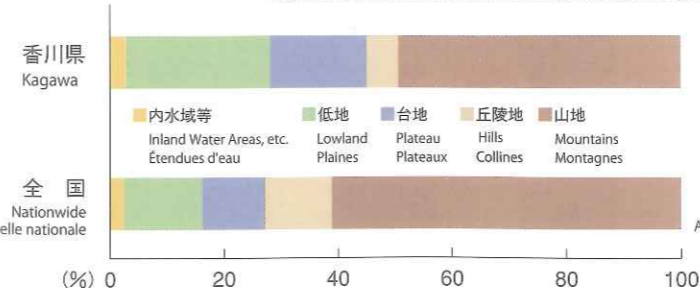 香川県
Kagawa
内水域等 低地 台地 丘陵地 山地
Inland Water Areas, etc. Lowland Plateau Hills Mountains
Étendues d'eau Plaines Plateaux Collines Montagnes
全国
Nationwide
elle nationale
A
(%) 0 20 40 60 80 100